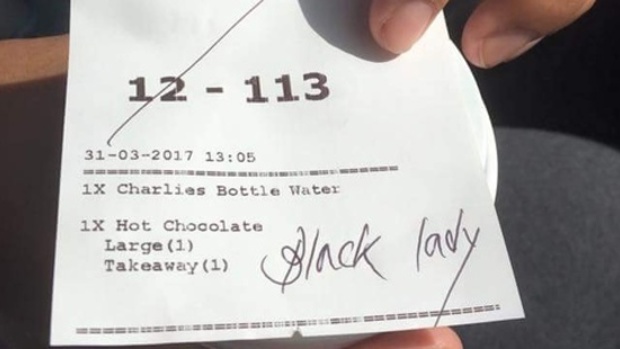 12 - 113
31-03-2017 13:05
1X Charlies Bottle Water
1X Hot Chocolate
Large(1)
Takeaway(1)
Black lady